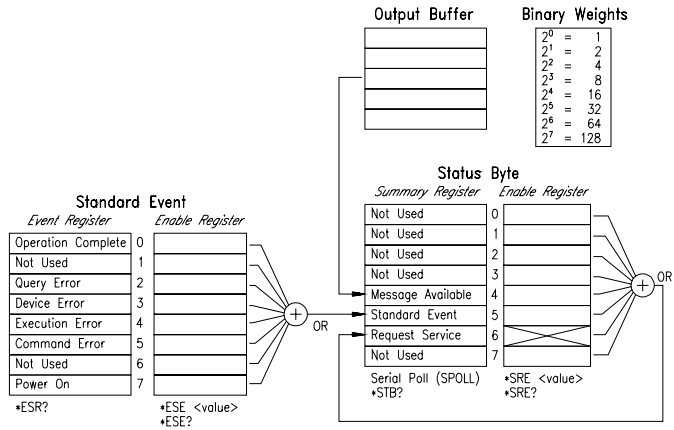 Output Buffer
Binary Weights
2⁰ = 1
2¹ = 2
2² = 4
2³ = 8
2⁴ = 16
2⁵ = 32
2⁶ = 64
2⁷ = 128
Standard Event
Event Register Enable Register
Operation Complete 0
Not Used 1
Query Error 2
Device Error 3
Execution Error 4
Command Error 5
Not Used 6
Power On 7
*ESR?
*ESE <value>
*ESE?
+
OR
Status Byte
Summary Register Enable Register
Not Used 0
Not Used 1
Not Used 2
Not Used 3
Message Available 4
Standard Event 5
Request Service 6
Not Used 7
Serial Poll (SPOLL)
*STB?
*SRE <value>
*SRE?
+
OR